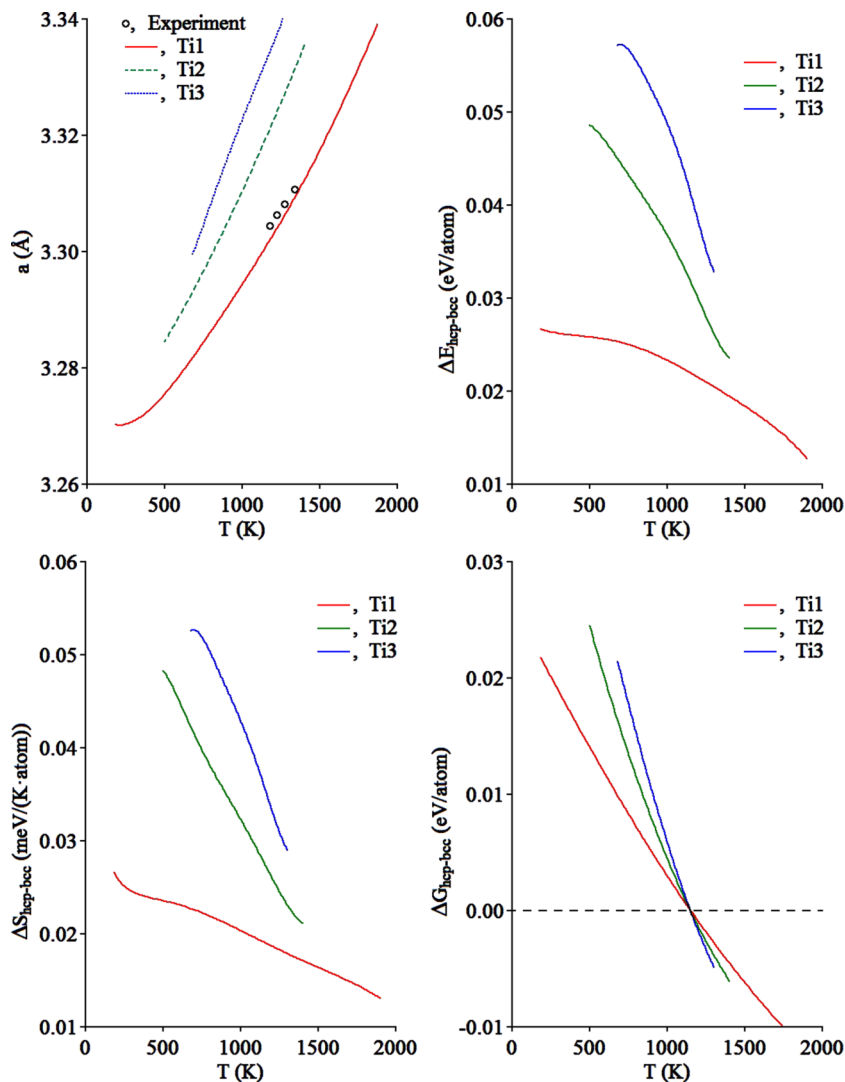 3.34
o, Experiment
, Ti1
, Ti2
, Ti3
3.32
3.30
3.28
3.26
a (Å)
0 500 1000 1500 2000
T (K)
0.06
0.05
0.04
0.03
0.02
0.01
ΔEhcp-bcc (eV/atom)
, Ti1
, Ti2
, Ti3
0 500 1000 1500 2000
T (K)
0.06
0.05
0.04
0.03
0.02
0.01
ΔShcp-bcc (meV/(K·atom))
, Ti1
, Ti2
, Ti3
0 500 1000 1500 2000
T (K)
0.03
0.02
0.01
0.00
-0.01
ΔGhcp-bcc (eV/atom)
, Ti1
, Ti2
, Ti3
0 500 1000 1500 2000
T (K)